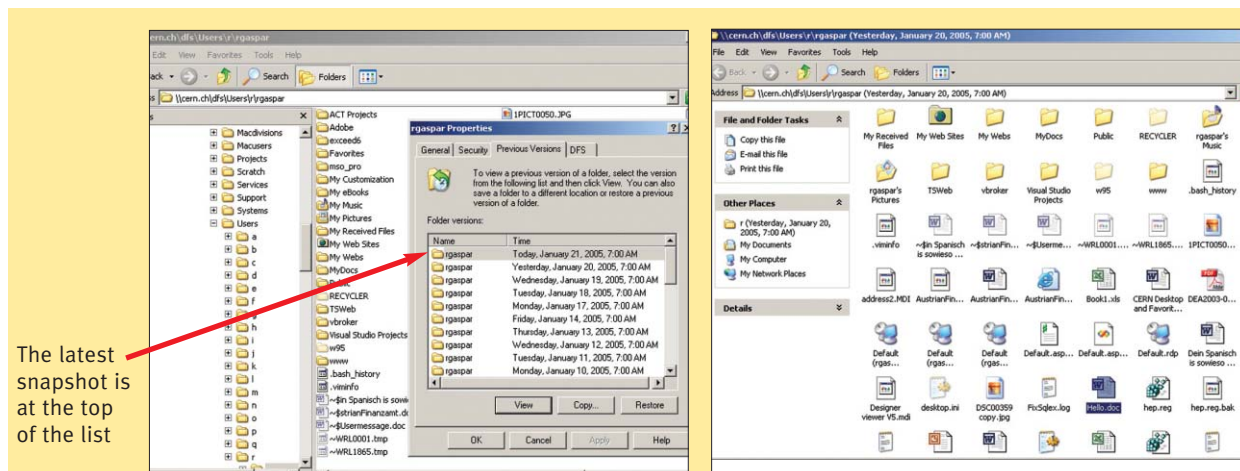 The latest
snapshot is
at the top
of the list
ern.ch\dfs\Users\r\rgaspar
Edit View Favorites Tools Help
Search Folders
\\cern.ch\dfs\Users\r\rgaspar
Macdivisions
Macusers
Projects
Scratch
Services
Support
Systems
Users
a
b
c
d
e
f
h
i
j
k
l
m
n
o
p
q
r
ACT Projects
Adobe
exceed6
Favorites
mso_pro
My Customization
My eBooks
My Music
My Pictures
My Received Files
My Web Sites
My Webs
MyDocs
Public
RECYCLER
TSWeb
vbroker
Visual Studio Projects
w95
www
.bash_history
.viminfo
~$in Spanisch is sowi
~$strianFinanzamt.d
~$Usermessage.doc
~WRL0001.tmp
~WRL1865.tmp
1PICT0050.JPG
rgaspar Properties
General Security Previous Versions DFS
To view a previous version of a folder, select the version
from the following list and then click View. You can also
save a folder to a different location or restore a previous
version of a folder.
Folder versions:
Name Time
rgaspar Today, January 21, 2005, 7:00 AM
rgaspar Yesterday, January 20, 2005, 7:00 AM
rgaspar Wednesday, January 19, 2005, 7:00 AM
rgaspar Tuesday, January 18, 2005, 7:00 AM
rgaspar Monday, January 17, 2005, 7:00 AM
rgaspar Friday, January 14, 2005, 7:00 AM
rgaspar Thursday, January 13, 2005, 7:00 AM
rgaspar Wednesday, January 12, 2005, 7:00 AM
rgaspar Tuesday, January 11, 2005, 7:00 AM
rgaspar Monday, January 10, 2005, 7:00 AM
View Copy... Restore
OK Cancel Apply Help
\\cern.ch\dfs\Users\r\rgaspar (Yesterday, January 20, 2005, 7:00 AM)
File Edit View Favorites Tools Help
Back Search Folders
Address \\cern.ch\dfs\Users\r\rgaspar (Yesterday, January 20, 2005, 7:00 AM)
File and Folder Tasks
Copy this file
E-mail this file
Print this file
Other Places
r (Yesterday, January 20,
2005, 7:00 AM)
My Documents
My Computer
My Network Places
Details
My Received My Web Sites My Webs MyDocs Public RECYCLER rgaspar's
Files Music
rgaspar's TSWeb vbroker Visual Studio w95 www .bash_history
Pictures Projects
.viminfo ~$in Spanisch ~$strianFin... ~$Userme... ~WRL0001.... ~WRL1865.... 1PICT0050...
is sowieso ...
address2.MDI AustrianFin... AustrianFin... AustrianFin... Book1.xls CERN Desktop DEA2003-0...
and Favorit...
Default Default Default Default.asp... Default.asp... Default.rdp Dein Spanisch
(rgas... (rgas... (rgas... is sowieso ...
Designer desktop.ini DSC00359 FixSqlex.log Hello.doc hep.reg hep.reg.bak
viewer V5.mdi copy.jpg